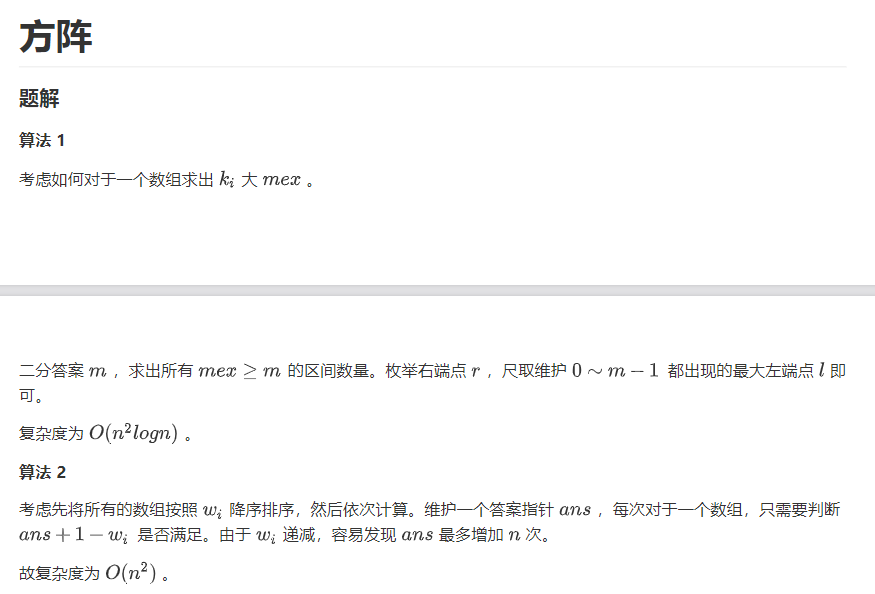 方阵
题解
算法 1
考虑如何对于一个数组求出 $k_i$ 大 $mex$ 。
二分答案 $m$ ，求出所有 $mex \geq m$ 的区间数量。枚举右端点 $r$ ，尺取维护 $0 \sim m - 1$ 都出现的最大左端点 $l$ 即
可。
复杂度为 $O(n^2 log n)$ 。
算法 2
考虑先将所有的数组按照 $w_i$ 降序排序，然后依次计算。维护一个答案指针 $ans$ ，每次对于一个数组，只需要判断
$ans + 1 - w_i$ 是否满足。由于 $w_i$ 递减，容易发现 $ans$ 最多增加 $n$ 次。
故复杂度为 $O(n^2)$ 。